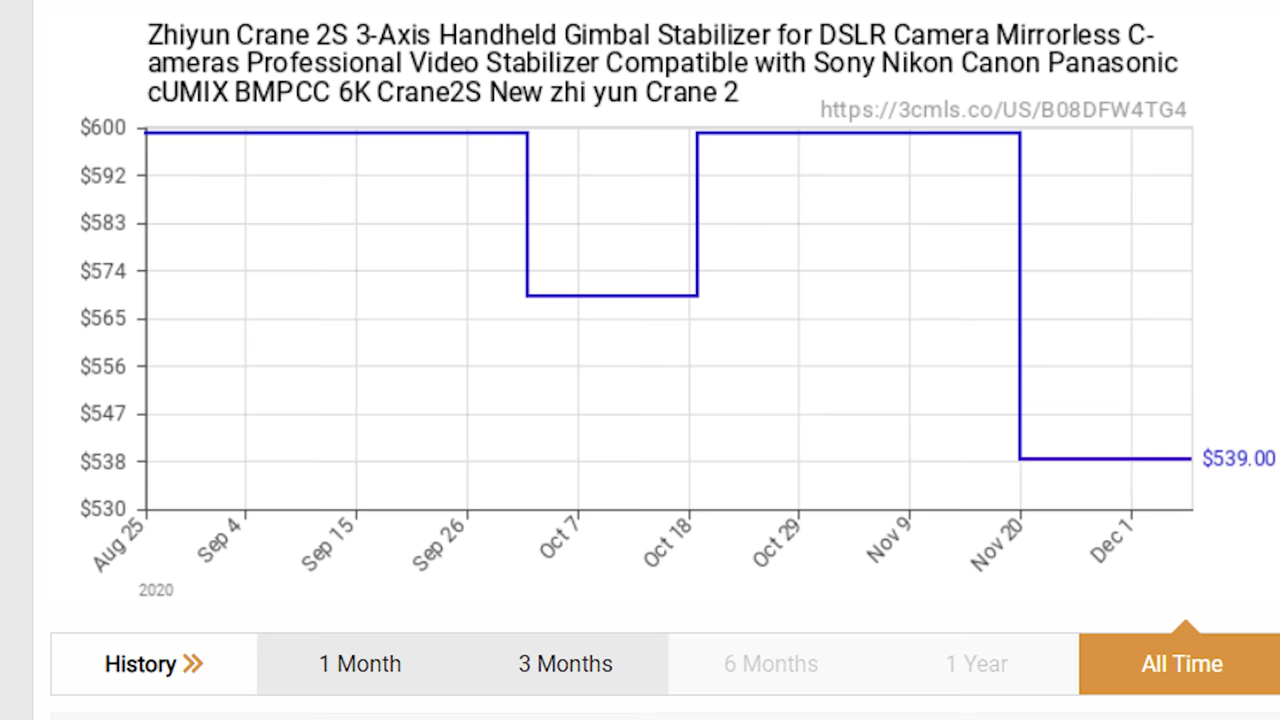 Zhiyun Crane 2S 3-Axis Handheld Gimbal Stabilizer for DSLR Camera Mirrorless C-
ameras Professional Video Stabilizer Compatible with Sony Nikon Canon Panasonic
cUMIX BMPCC 6K Crane2S New zhi yun Crane 2
https://3cmls.co/US/B08DFW4TG4
$600
$592
$583
$574
$565
$556
$547
$538
$530
$539.00
Aug 25
Sep 4
Sep 15
Sep 26
Oct 7
Oct 18
Oct 29
Nov 9
Nov 20
Dec 1
2020
History
1 Month
3 Months
6 Months
1 Year
All Time